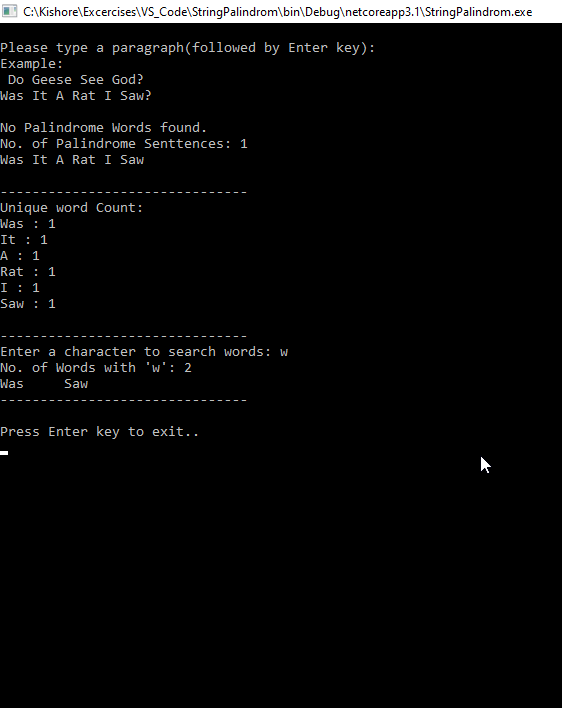 C:\Kishore\Excercises\VS_Code\StringPalindrom\bin\Debug\netcoreapp3.1\StringPalindrom.exe
Please type a paragraph(followed by Enter key):
Example:
 Do Geese See God?
Was It A Rat I Saw?
No Palindrome Words found.
No. of Palindrome Senttences: 1
Was It A Rat I Saw
-------------------------------
Unique word Count:
Was : 1
It : 1
A : 1
Rat : 1
I : 1
Saw : 1
-------------------------------
Enter a character to search words: w
No. of Words with 'w': 2
Was     Saw
-------------------------------
Press Enter key to exit..